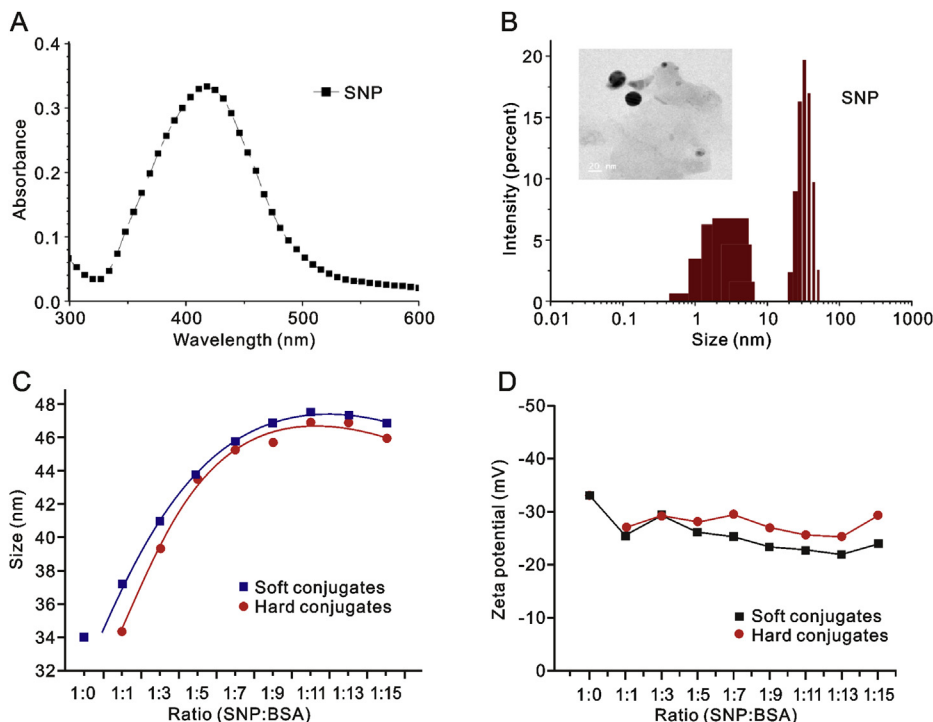 A
0.4
0.3
0.2
0.1
0.0
Absorbance
SNP
300
400
500
600
Wavelength (nm)
B
20
15
10
5
0
Intensity (percent)
20 nm
SNP
0.01
0.1
1
10
100
1000
Size (nm)
C
48
46
44
42
40
38
36
34
32
Size (nm)
Soft conjugates
Hard conjugates
1:0 1:1 1:3 1:5 1:7 1:9 1:11 1:13 1:15
Ratio (SNP:BSA)
D
-50
-40
-30
-20
-10
0
Zeta potential (mV)
Soft conjugates
Hard conjugates
1:0 1:1 1:3 1:5 1:7 1:9 1:11 1:13 1:15
Ratio (SNP:BSA)